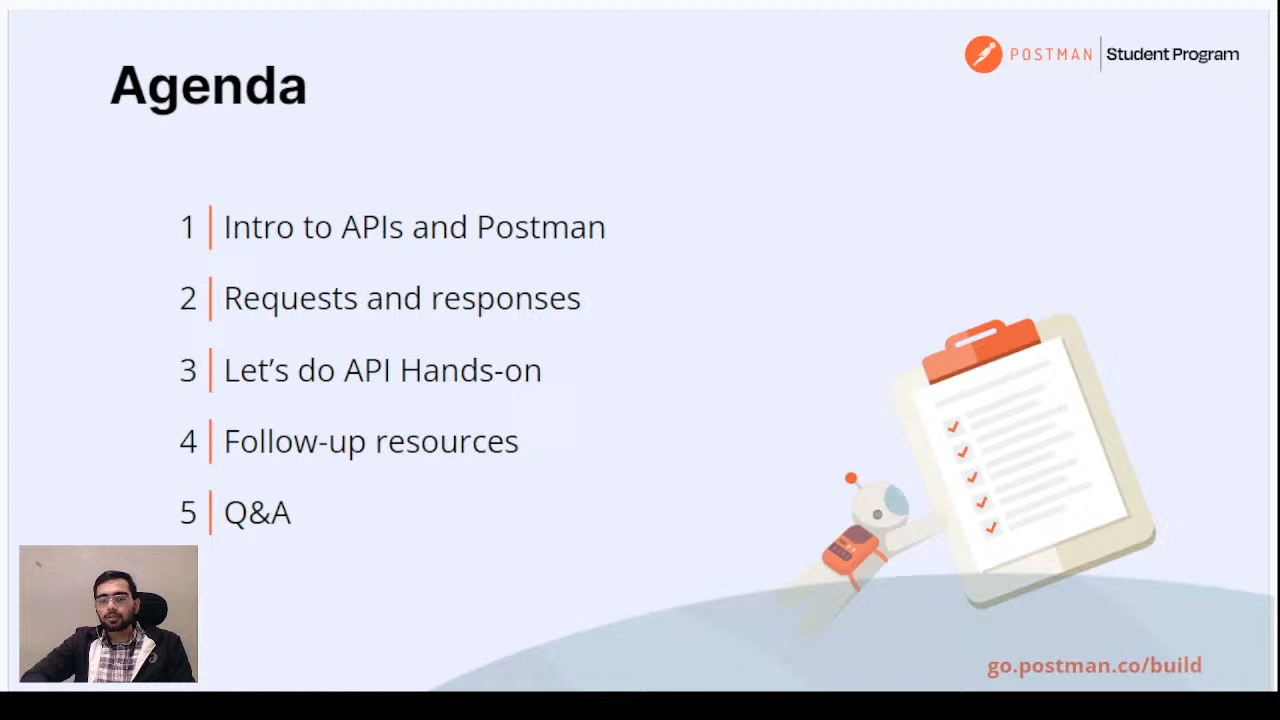 Agenda
POSTMAN Student Program
1 Intro to APIs and Postman
2 Requests and responses
3 Let’s do API Hands-on
4 Follow-up resources
5 Q&A
go.postman.co/build